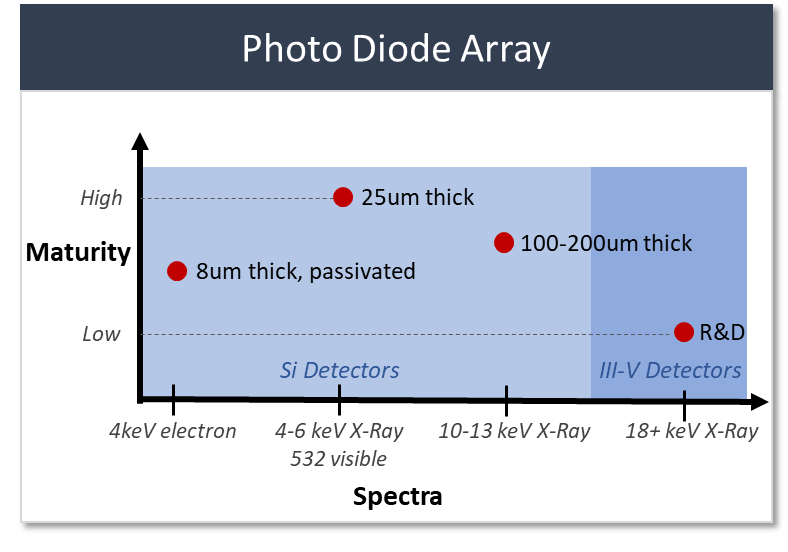 Photo Diode Array
High
25um thick
100-200um thick
Maturity
8um thick, passivated
Low
R&D
Si Detectors
III-V Detectors
4keV electron
4-6 keV X-Ray
532 visible
10-13 keV X-Ray
18+ keV X-Ray
Spectra